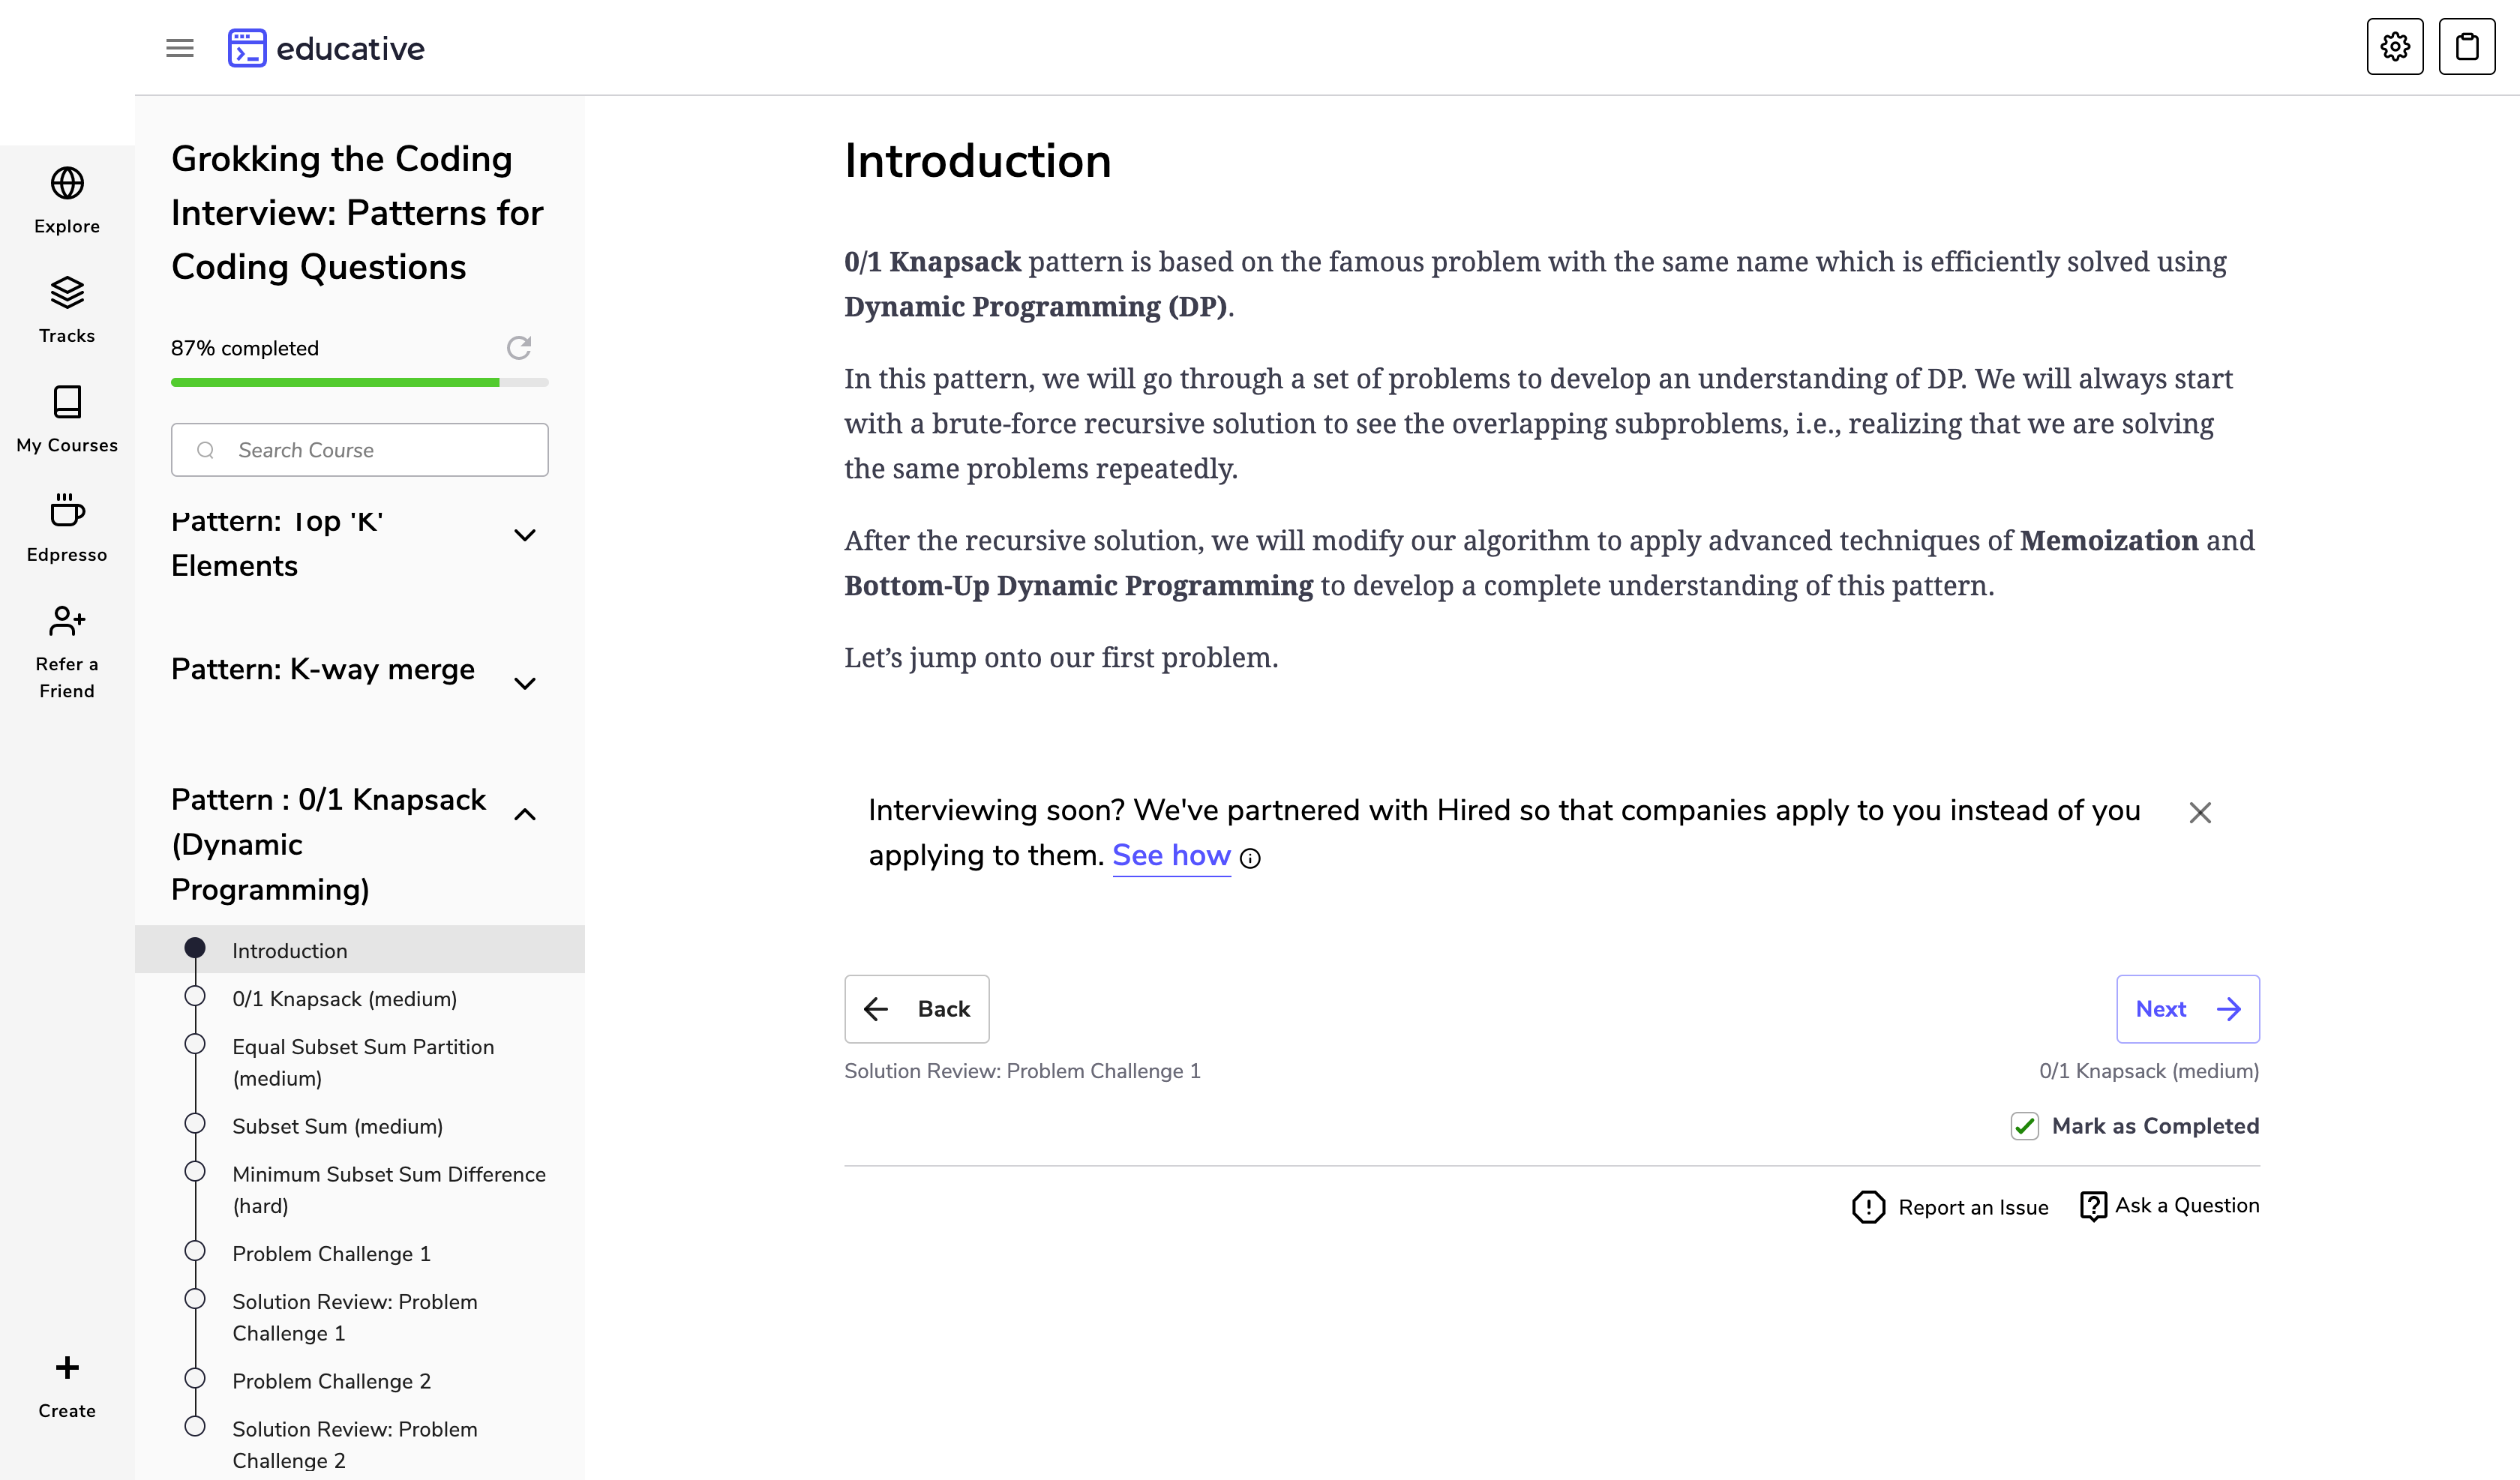 educative
Explore
Tracks
My Courses
Edpresso
Refer a
Friend
Create
Grokking the Coding
Interview: Patterns for
Coding Questions
87% completed
Search Course
Pattern: Top 'K'
Elements
Pattern: K-way merge
Pattern : 0/1 Knapsack
(Dynamic
Programming)
Introduction
0/1 Knapsack (medium)
Equal Subset Sum Partition
(medium)
Subset Sum (medium)
Minimum Subset Sum Difference
(hard)
Problem Challenge 1
Solution Review: Problem
Challenge 1
Problem Challenge 2
Solution Review: Problem
Challenge 2
Introduction
0/1 Knapsack pattern is based on the famous problem with the same name which is efficiently solved using
Dynamic Programming (DP).
In this pattern, we will go through a set of problems to develop an understanding of DP. We will always start
with a brute-force recursive solution to see the overlapping subproblems, i.e., realizing that we are solving
the same problems repeatedly.
After the recursive solution, we will modify our algorithm to apply advanced techniques of Memoization and
Bottom-Up Dynamic Programming to develop a complete understanding of this pattern.
Let’s jump onto our first problem.
Interviewing soon? We've partnered with Hired so that companies apply to you instead of you
applying to them. See how
Back
Next
Solution Review: Problem Challenge 1
0/1 Knapsack (medium)
Mark as Completed
Report an Issue
Ask a Question